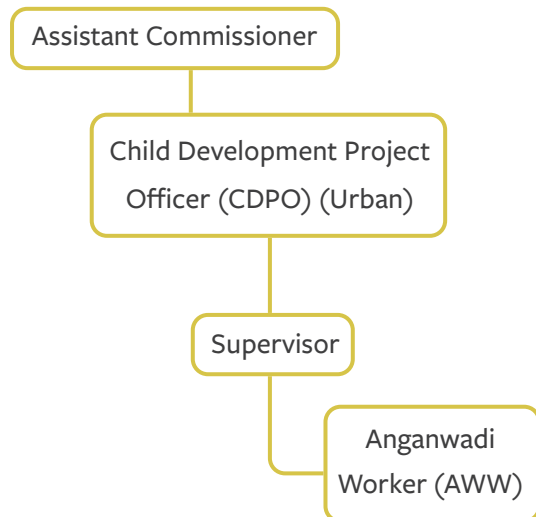 Assistant Commissioner
Child Development Project
Officer (CDPO) (Urban)
Supervisor
Anganwadi
Worker (AWW)